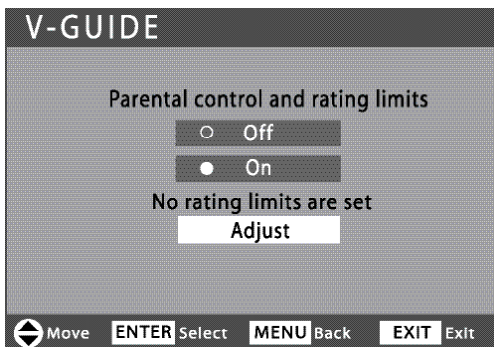 V-GUIDE
Parental control and rating limits
Off
On
No rating limits are set
Adjust
Move ENTER Select MENU Back EXIT Exit